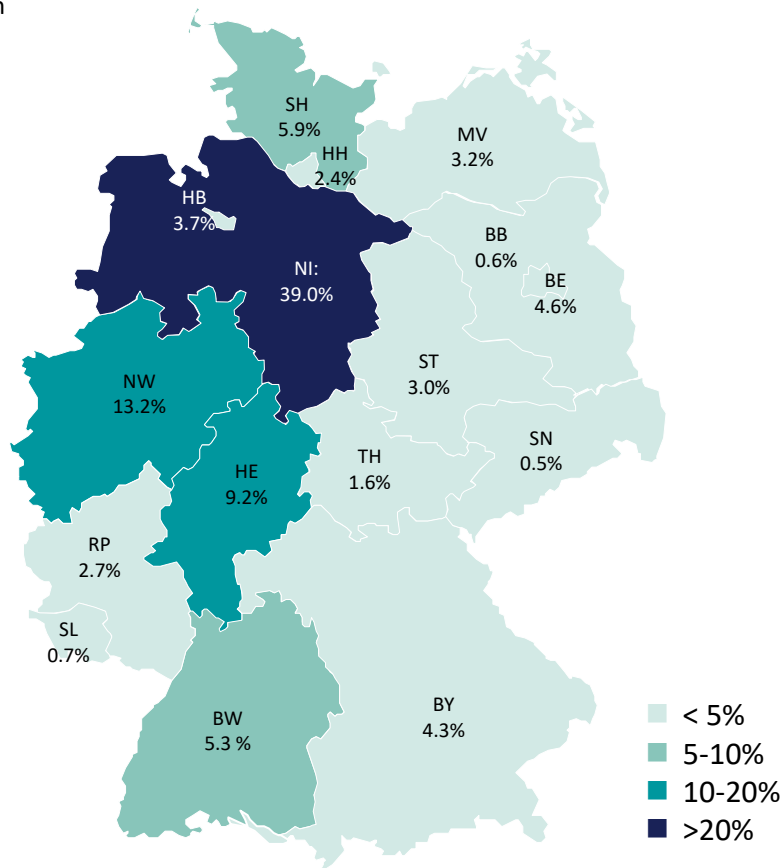 SH
5.9%
HH
2.4%
MV
3.2%
HB
3.7%
NI:
39.0%
BB
0.6%
BE
4.6%
NW
13.2%
ST
3.0%
HE
9.2%
TH
1.6%
SN
0.5%
RP
2.7%
SL
0.7%
BW
5.3 %
BY
4.3%
< 5%
5-10%
10-20%
>20%